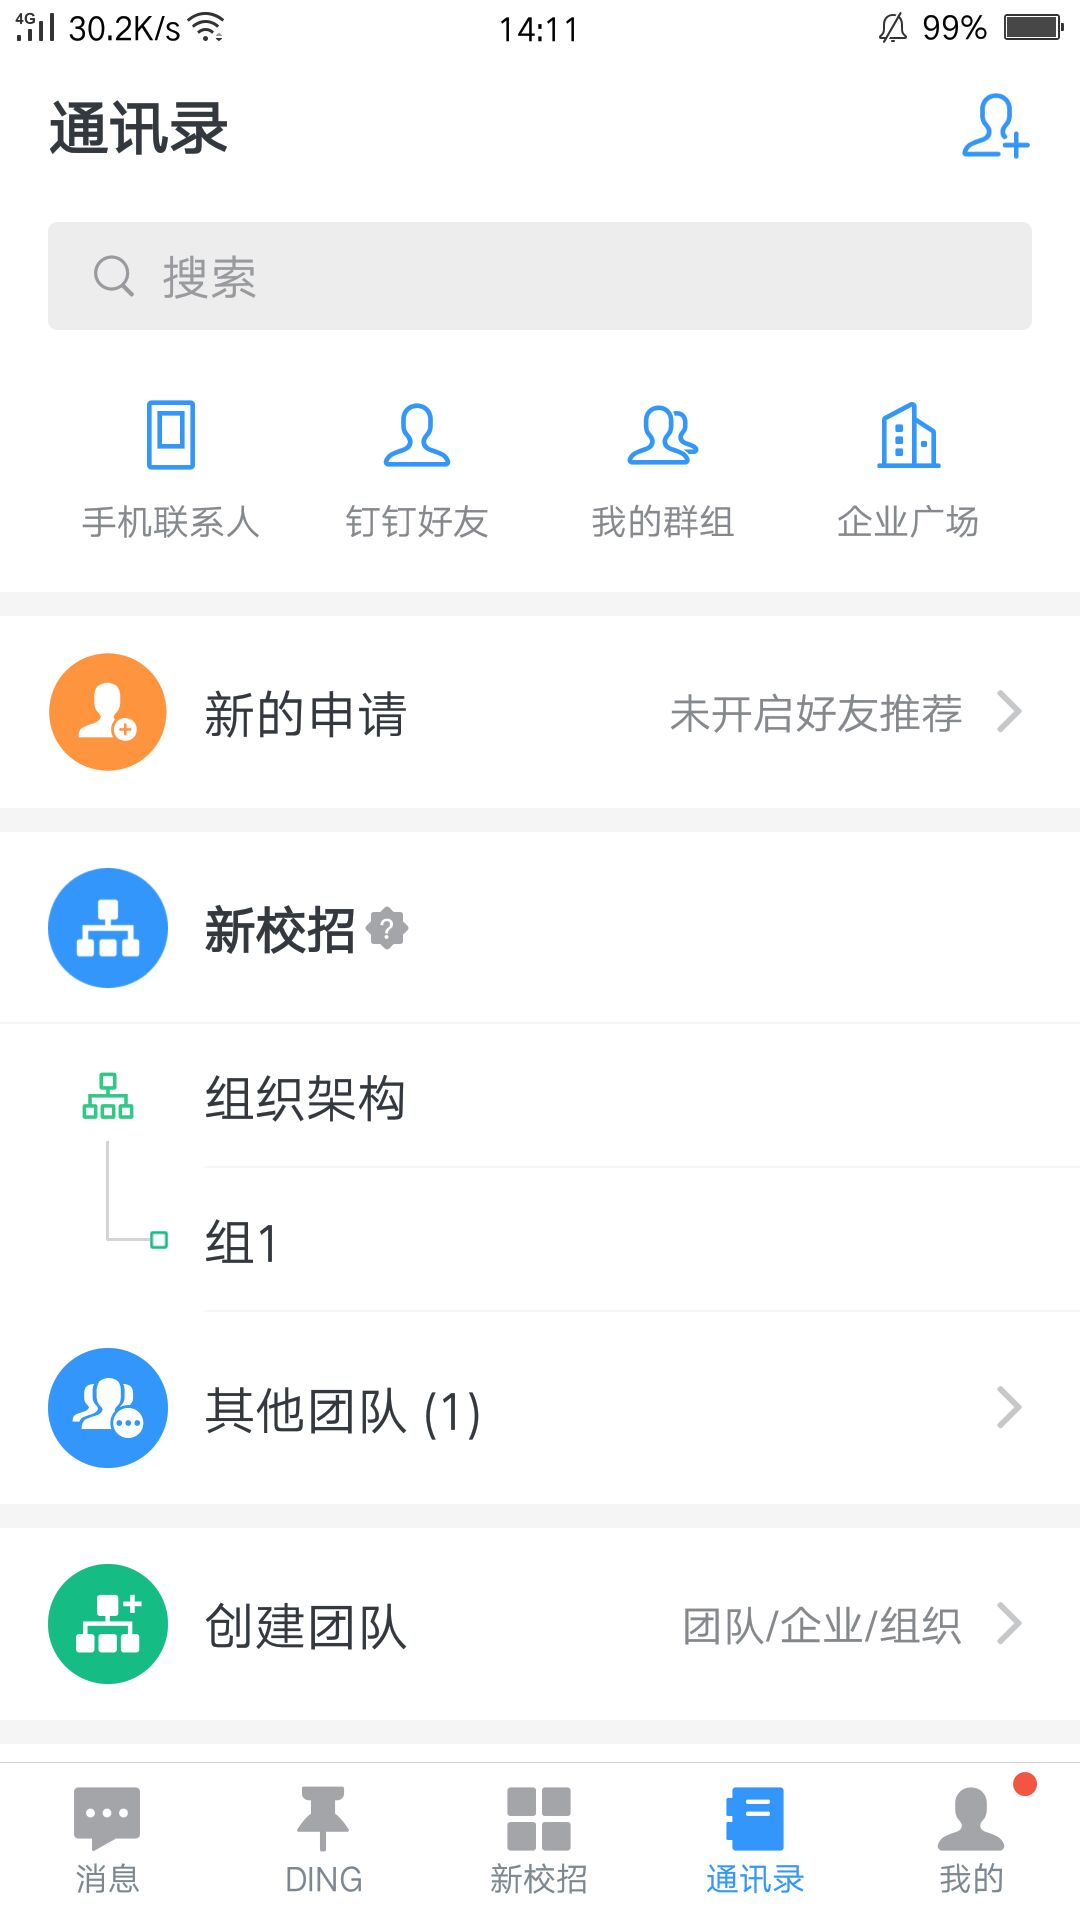 4G 30.2K/s 14:11 99%
通讯录
搜索
手机联系人 钉钉好友 我的群组 企业广场
新的申请 未开启好友推荐
新校招 ?
组织架构
组1
其他团队 (1)
创建团队 团队/企业/组织
消息 DING 新校招 通讯录 我的